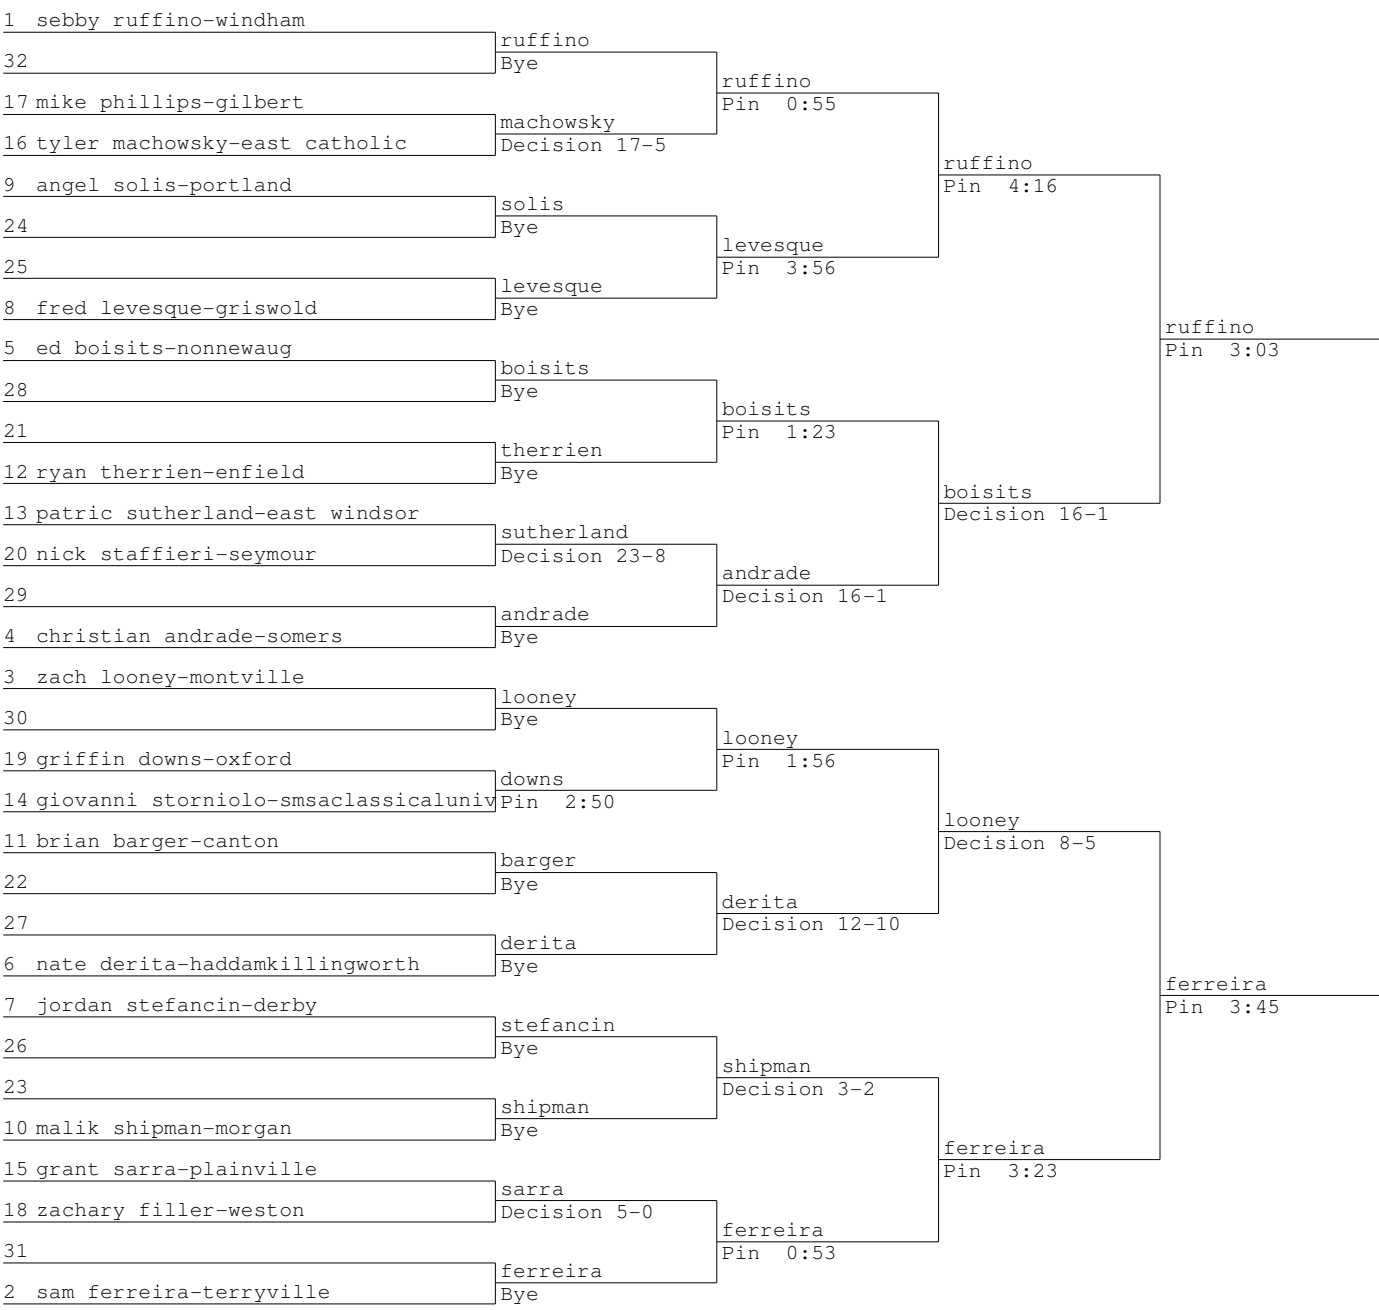 1 sebby ruffino-windham
32
17 mike phillips-gilbert
16 tyler machowsky-east catholic
9 angel solis-portland
24
25
8 fred levesque-griswold
5 ed boisits-nonnewaug
28
21
12 ryan therrien-enfield
13 patric sutherland-east windsor
20 nick staffieri-seymour
29
4 christian andrade-somers
3 zach looney-montville
30
19 griffin downs-oxford
14 giovanni storniolo-smsaclassicaluniv
11 brian barger-canton
22
27
6 nate derita-haddamkillingworth
7 jordan stefancin-derby
26
23
10 malik shipman-morgan
15 grant sarra-plainville
18 zachary filler-weston
31
2 sam ferreira-terryville
ruffino
Bye
machowsky
Decision 17-5
solis
Bye
levesque
Bye
boisits
Bye
therrien
Bye
sutherland
Decision 23-8
andrade
Bye
looney
Bye
downs
Pin 2:50
barger
Bye
derita
Bye
stefancin
Bye
shipman
Bye
sarra
Decision 5-0
ferreira
Bye
ruffino
Pin 0:55
levesque
Pin 3:56
boisits
Pin 1:23
andrade
Decision 16-1
looney
Pin 1:56
derita
Decision 12-10
shipman
Decision 3-2
ferreira
Pin 0:53
ruffino
Pin 4:16
boisits
Decision 16-1
looney
Decision 8-5
ferreira
Pin 3:23
ruffino
Pin 3:03
ferreira
Pin 3:45